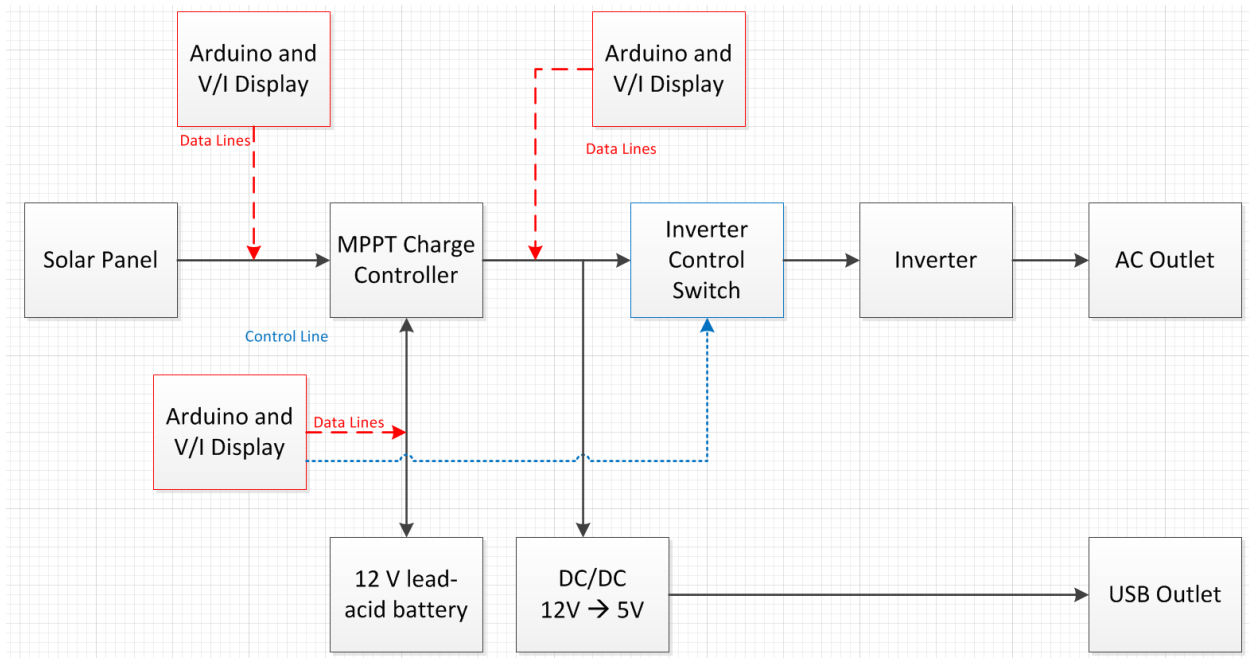 Arduino and
V/I Display
Arduino and
V/I Display
Data Lines
Data Lines
Solar Panel
MPPT Charge
Controller
Inverter
Control
Switch
Inverter
AC Outlet
Control Line
Arduino and
V/I Display
Data Lines
12 V lead-
acid battery
DC/DC
12V → 5V
USB Outlet